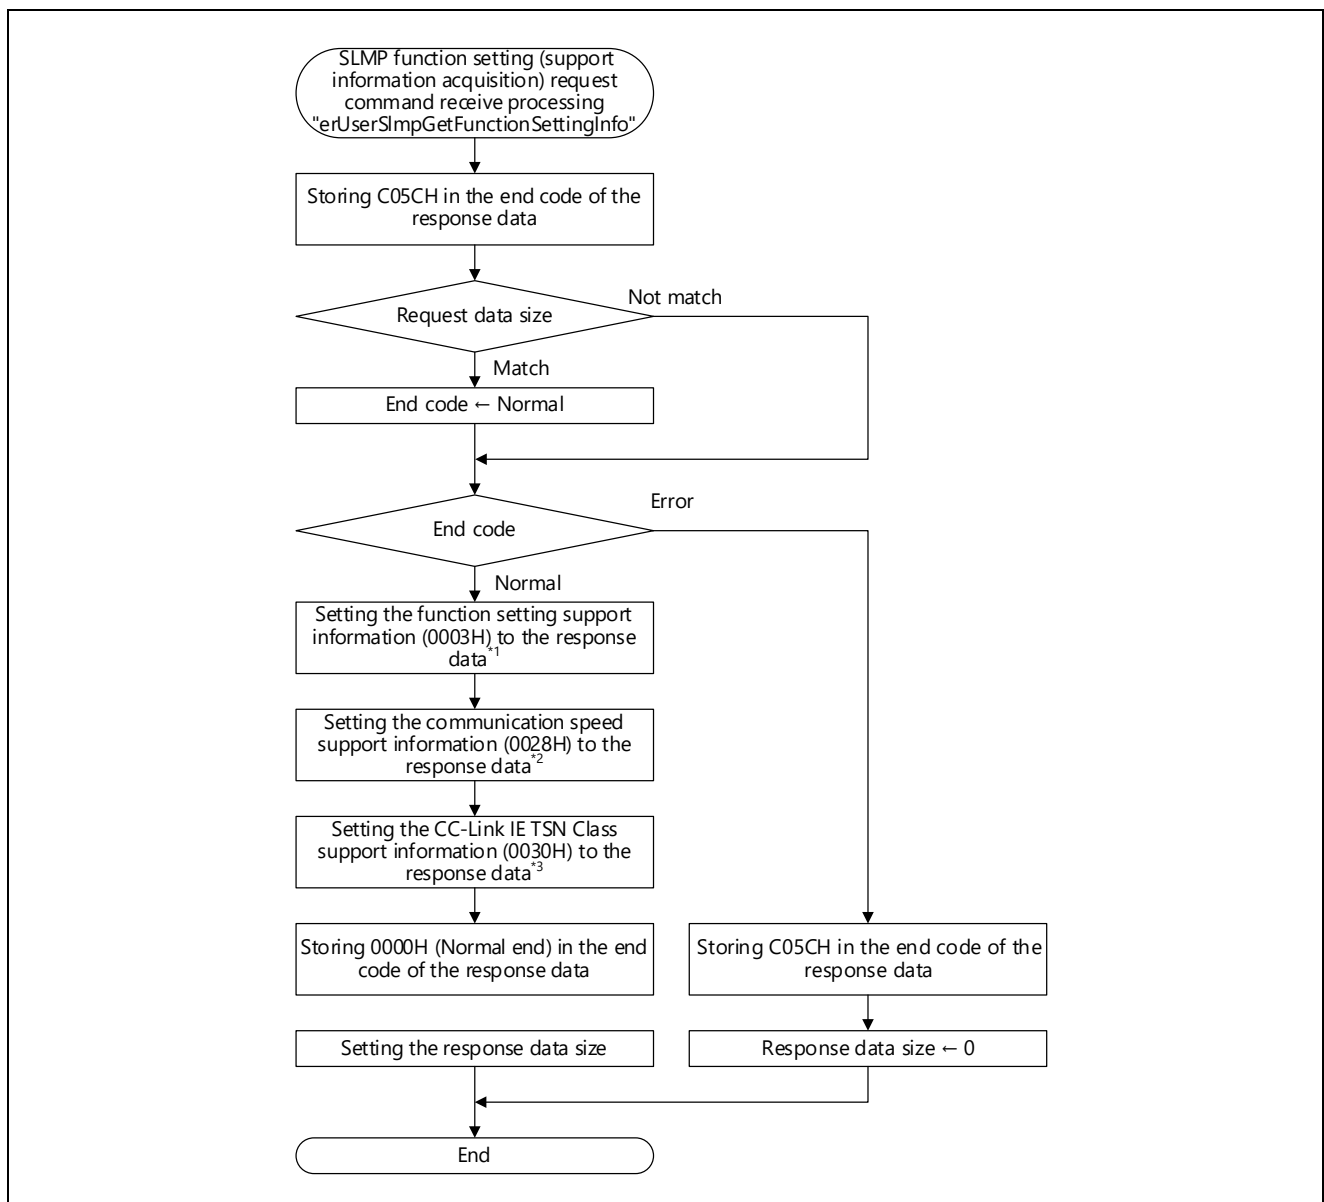 SLMP function setting (support
information acquisition) request
command receive processing
"erUserSlmpGetFunctionSettingInfo"
Storing C05CH in the end code of the
response data
Not match
Request data size
Match
End code ← Normal
Error
End code
Normal
Setting the function setting support
information (0003H) to the response
data*1
Setting the communication speed
support information (0028H) to the
response data*2
Setting the CC-Link IE TSN Class
support information (0030H) to the
response data*3
Storing 0000H (Normal end) in the end
code of the response data
Storing C05CH in the end code of the
response data
Setting the response data size
Response data size ← 0
End